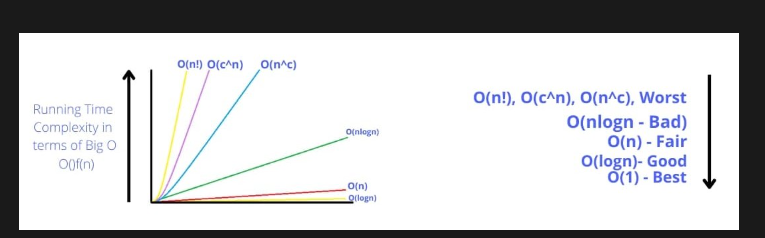 O(n!) O(c^n) O(n^c)
Running Time
Complexity in
terms of Big O
O()f(n)
O(nlogn)
O(n)
O(logn)
O(n!), O(c^n), O(n^c), Worst
O(nlogn - Bad)
O(n) - Fair
O(logn)- Good
O(1) - Best